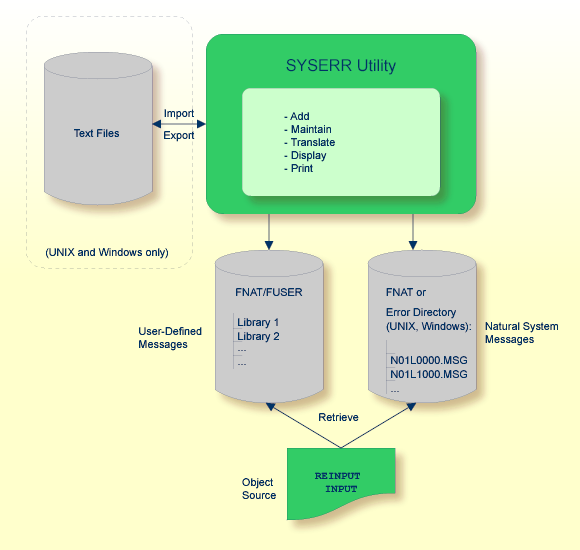 SYSERR Utility
Import
Export
Text Files
- Add
- Maintain
- Translate
- Display
- Print
(UNIX and Windows only)
FNAT/FUSER
Library 1
Library 2
...
...
User-Defined
Messages
FNAT or
Error Directory
(UNIX, Windows):
N01L0000.MSG
N01L1000.MSG
...
Natural System
Messages
Retrieve
Object
Source
REINPUT
INPUT